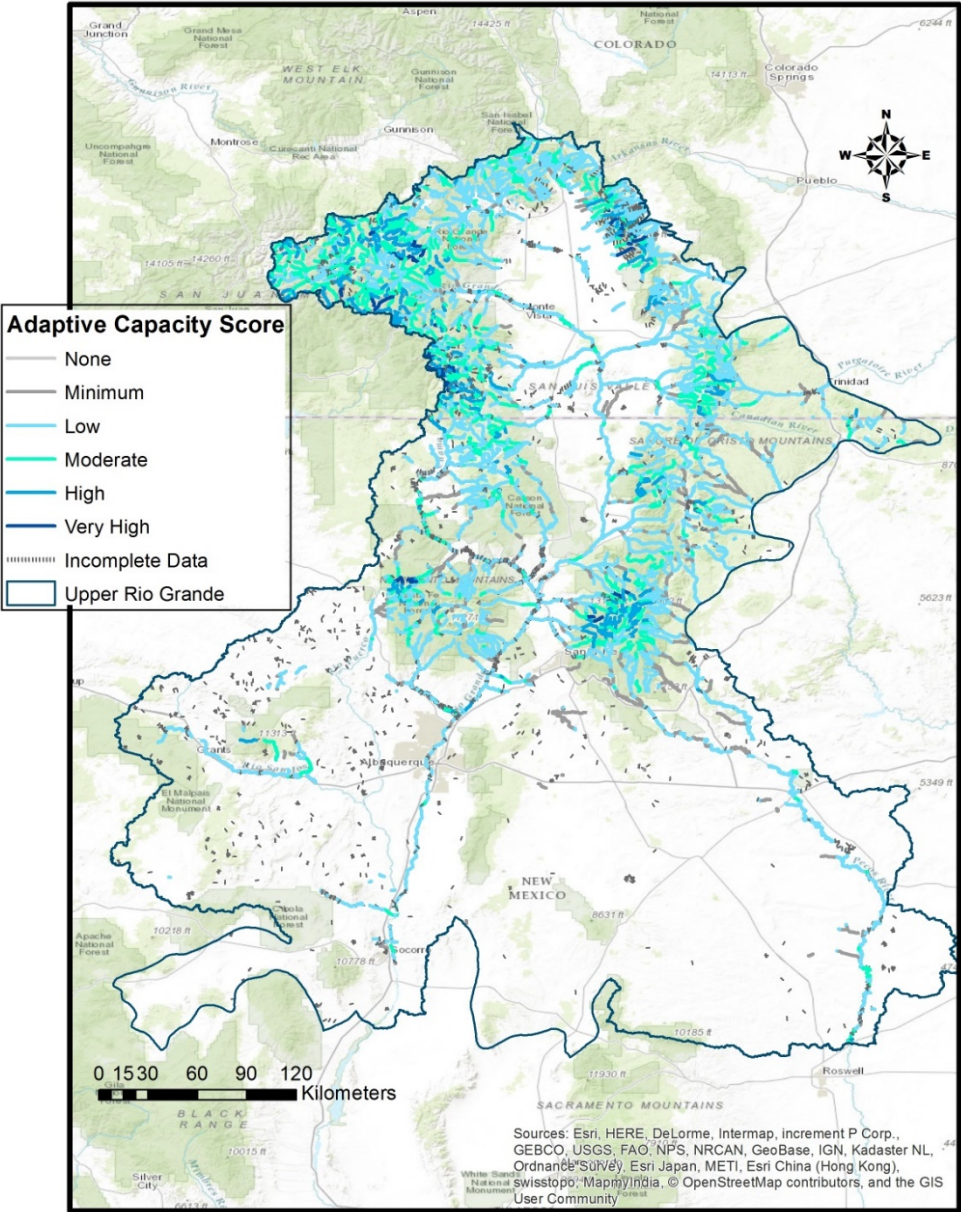 Aspen
14425 ft
National
Forest
6244 ft
Grand
Junction
Grand Mesa
National
Forest
COLORADO
WEST ELK
MOUNTAIN
Gunnison
National
Forest
14113 ft
Colorado
Springs
Gunnison River
San Isabel
National
Forest
N
W
E
S
Montrose
Gunnison
Curecanti National
Rec Area
Uncompahgre
National
Forest
Arkansas River
Pueblo
Rio Grande
National
Forest
14105 ft
14260 ft
SAN JUAN
Monte
Vista
Adaptive Capacity Score
None
Minimum
Low
Moderate
High
Very High
Incomplete Data
Upper Rio Grande
Purgatoire River
Trinidad
SAN LUIS VALLEY
Canadian River
SANGRE DE CRISTO MOUNTAINS
Carson
National
Forest
MOUNTAINS
5623 ft
11313
Grants
Rio San Jose
Albuquerque
El Malpais
National
Monument
5349 ft
Pecos River
NEW
MEXICO
8631 ft
Cibola
National
Forest
Apache
National
Forest
10218 ft
Socorro
10778 ft
10185 ft
Roswell
11930 ft
0 15 30 60 90 120
Kilometers
BLACK
RANGE
SACRAMENTO MOUNTAINS
10015 ft
Silver
City
White Sands
National
Monument
6613 ft
Sources: Esri, HERE, DeLorme, Intermap, increment P Corp.,
GEBCO, USGS, FAO, NPS, NRCAN, GeoBase, IGN, Kadaster NL,
Ordnance Survey, Esri Japan, METI, Esri China (Hong Kong),
swisstopo, MapmyIndia, © OpenStreetMap contributors, and the GIS
User Community